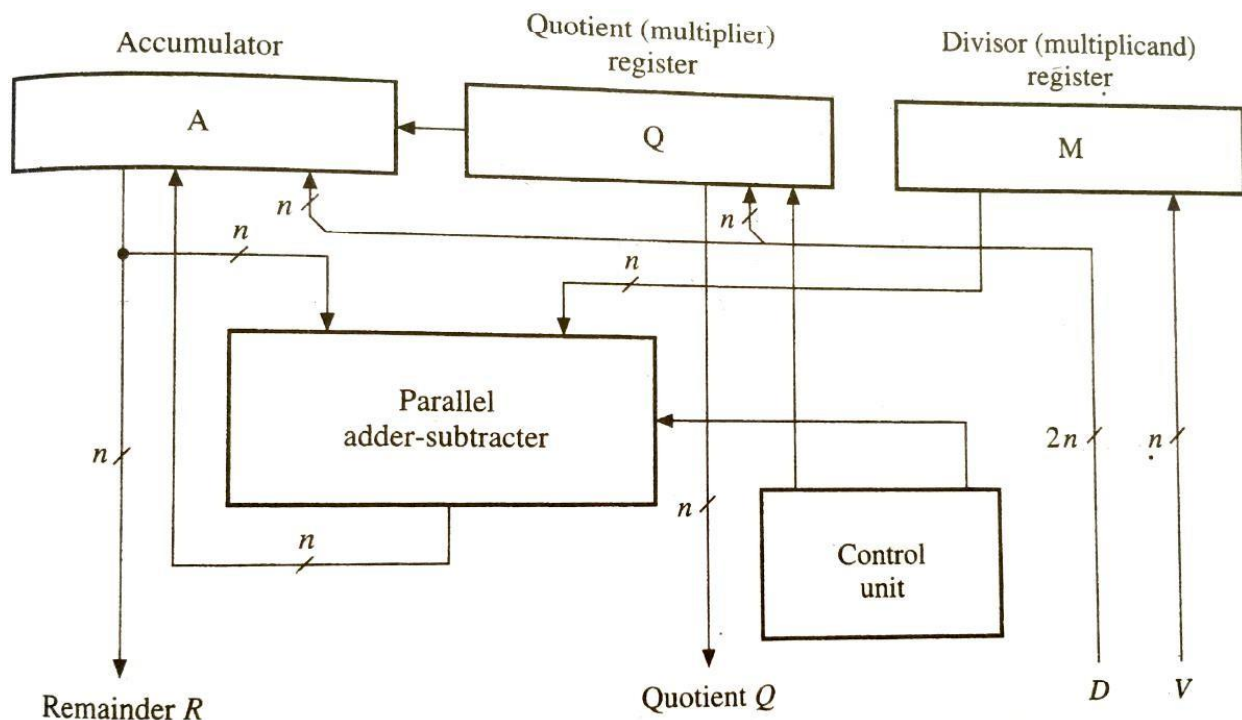 Accumulator
Quotient (multiplier)
register
Divisor (multiplicand)
register
A
Q
M
n
n
n
n
Parallel
adder-subtracter
n
n
2n
n
n
Control
unit
Remainder R
Quotient Q
D
V